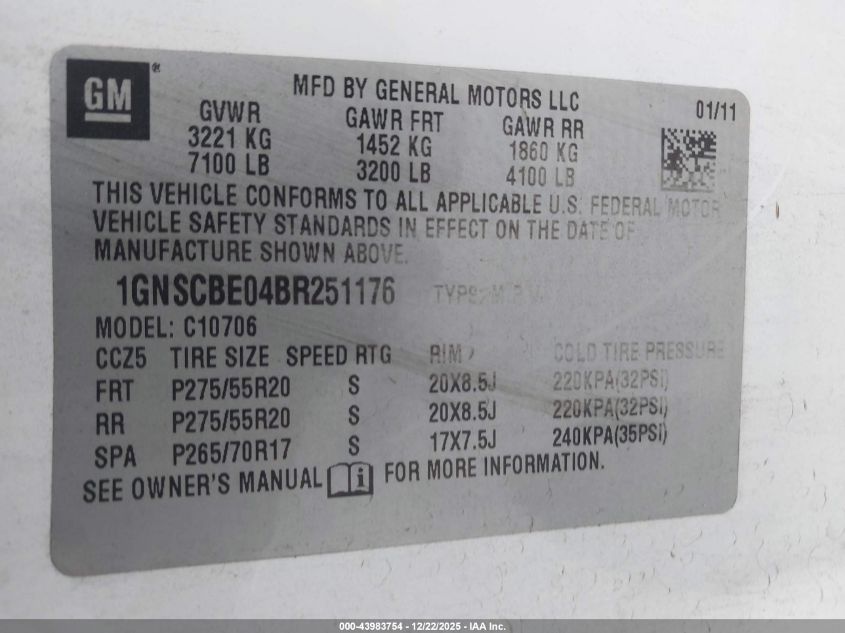 GM®
MFD BY GENERAL MOTORS LLC
01/11
GVWR GAWR FRT GAWR RR
3221 KG 1452 KG 1860 KG
7100 LB 3200 LB 4100 LB
THIS VEHICLE CONFORMS TO ALL APPLICABLE U.S. FEDERAL MOTOR
VEHICLE SAFETY STANDARDS IN EFFECT ON THE DATE OF
MANUFACTURE SHOWN ABOVE.
1GNSCBE04BR251176 TYPE: M.P.V.
MODEL: C10706
CCZ5 TIRE SIZE SPEED RTG RIM COLD TIRE PRESSURE
FRT P275/55R20 S 20X8.5J 220KPA(32PSI)
RR P275/55R20 S 20X8.5J 220KPA(32PSI)
SPA P265/70R17 S 17X7.5J 240KPA(35PSI)
SEE OWNER'S MANUAL i FOR MORE INFORMATION.
000-43983754 - 12/22/2025 - IAA Inc.